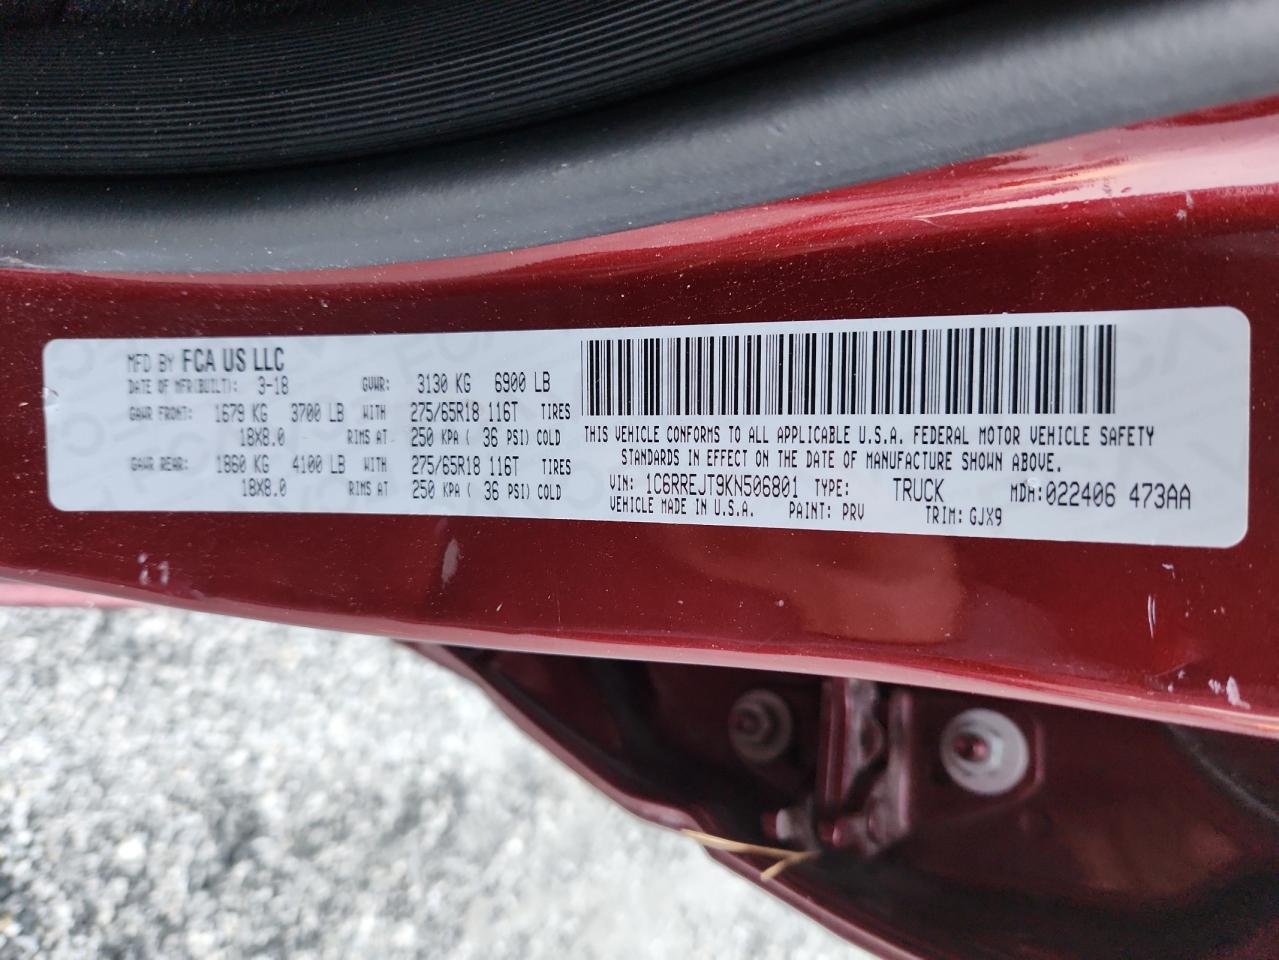 MFD BY FCA US LLC
DATE OF MFR(BUILT): 3-18 GVWR: 3130 KG 6900 LB
GAWR FRONT: 1679 KG 3700 LB WITH 275/65R18 116T TIRES
18X8.0 RIMS AT 250 KPA ( 36 PSI) COLD
GAWR REAR: 1860 KG 4100 LB WITH 275/65R18 116T TIRES
18X8.0 RIMS AT 250 KPA ( 36 PSI) COLD
THIS VEHICLE CONFORMS TO ALL APPLICABLE U.S.A. FEDERAL MOTOR VEHICLE SAFETY
STANDARDS IN EFFECT ON THE DATE OF MANUFACTURE SHOWN ABOVE.
VIN: 1C6RREJT9KN506801 TYPE: TRUCK MDH:022406 473AA
VEHICLE MADE IN U.S.A. PAINT: PRV TRIM: GJX9